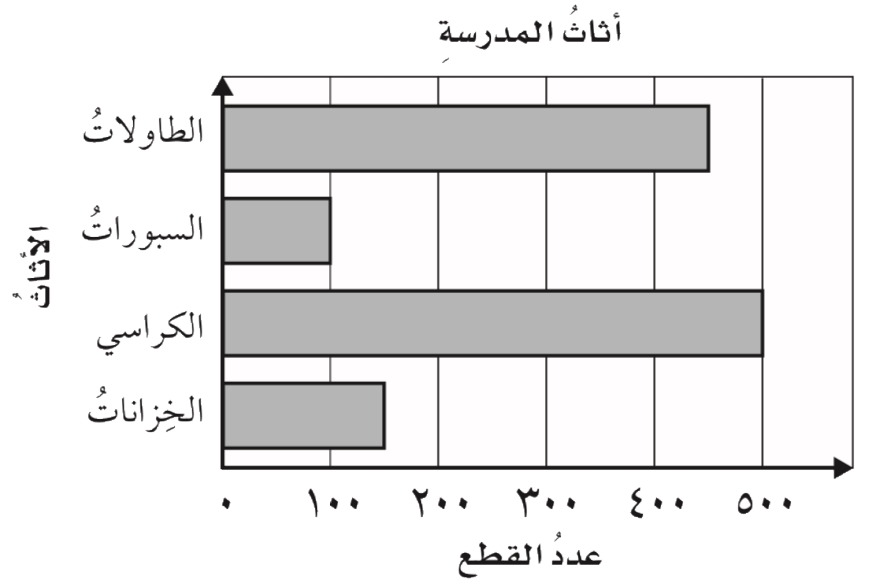 أثاثُ المدرسةِ
الطاولاتُ
السبوراتُ
الكراسي
الخِزاناتُ
الأثاثُ
٠ ١٠٠ ٢٠٠ ٣٠٠ ٤٠٠ ٥٠٠
عددُ القطع